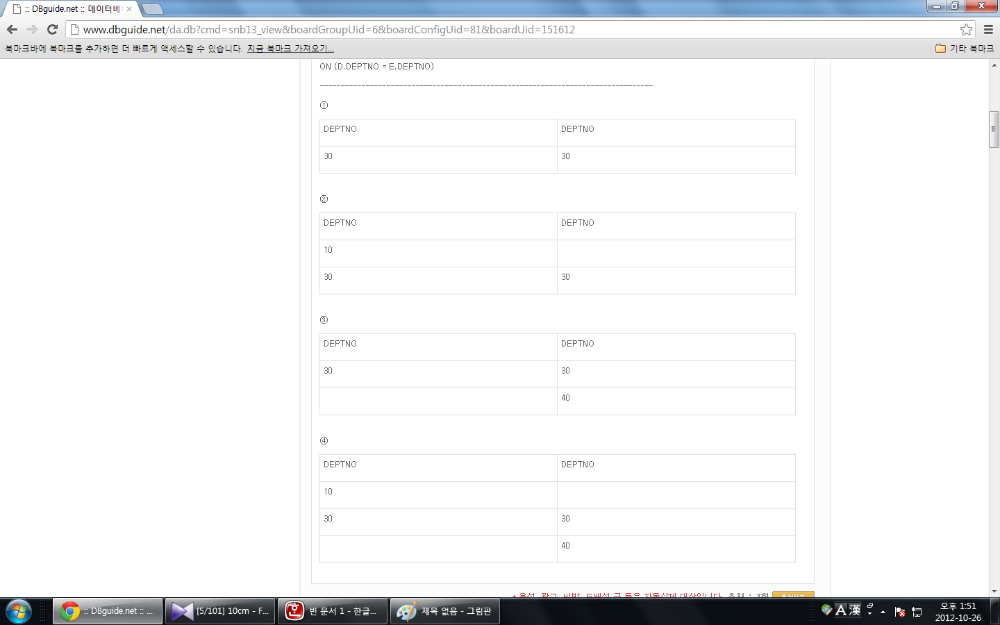 :: DBguide.net :: 데이터베
www.dbguide.net/da.db?cmd=snb13_view&boardGroupUid=6&boardConfigUid=81&boardUid=151612
북마크바에 북마크를 추가하면 더 빠르게 액세스할 수 있습니다. 지금 북마크 가져오기...
기타 북마크
ON (D.DEPTNO = E.DEPTNO)
--------------------------------------------------------------------------------
①
DEPTNO DEPTNO
30 30
②
DEPTNO DEPTNO
10
30 30
③
DEPTNO DEPTNO
30 30
40
④
DEPTNO DEPTNO
10
30 30
40
:: DBguide.net :: ...
[5/101] 10cm - F...
빈 문서 1 - 한글...
제목 없음 - 그림판
A 漢
오후 1:51
2012-10-26